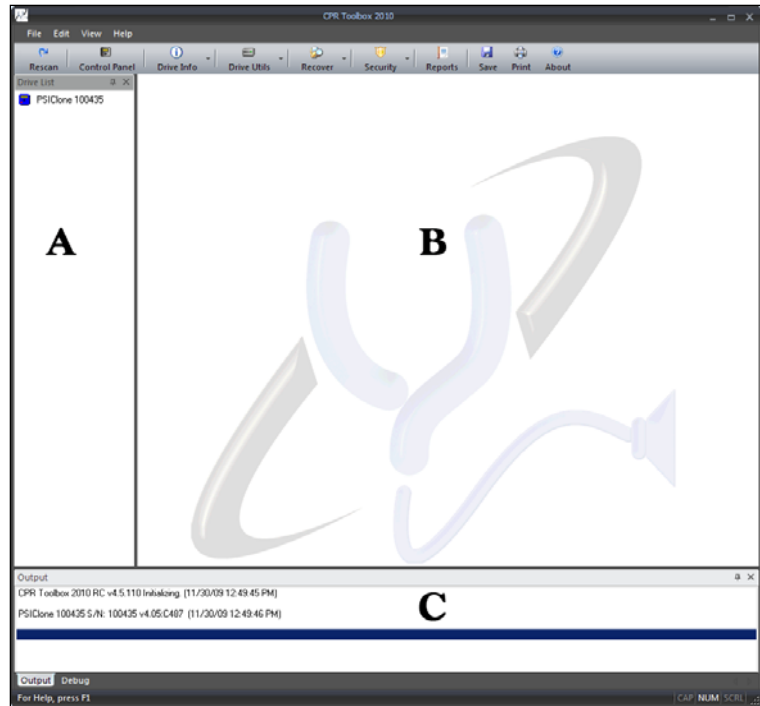 CPR Toolbox 2010
File Edit View Help
Rescan Control Panel Drive Info Drive Utils Recover Security Reports Save Print About
Drive List
PSIClone 100435
A
B
Output
CPR Toolbox 2010 RC v4.5.110 Initializing. (11/30/09 12:49:45 PM)
PSIClone 100435 S/N: 100435 v4.05:C487 (11/30/09 12:49:46 PM)
C
Output Debug
For Help, press F1 CAP NUM SCRL